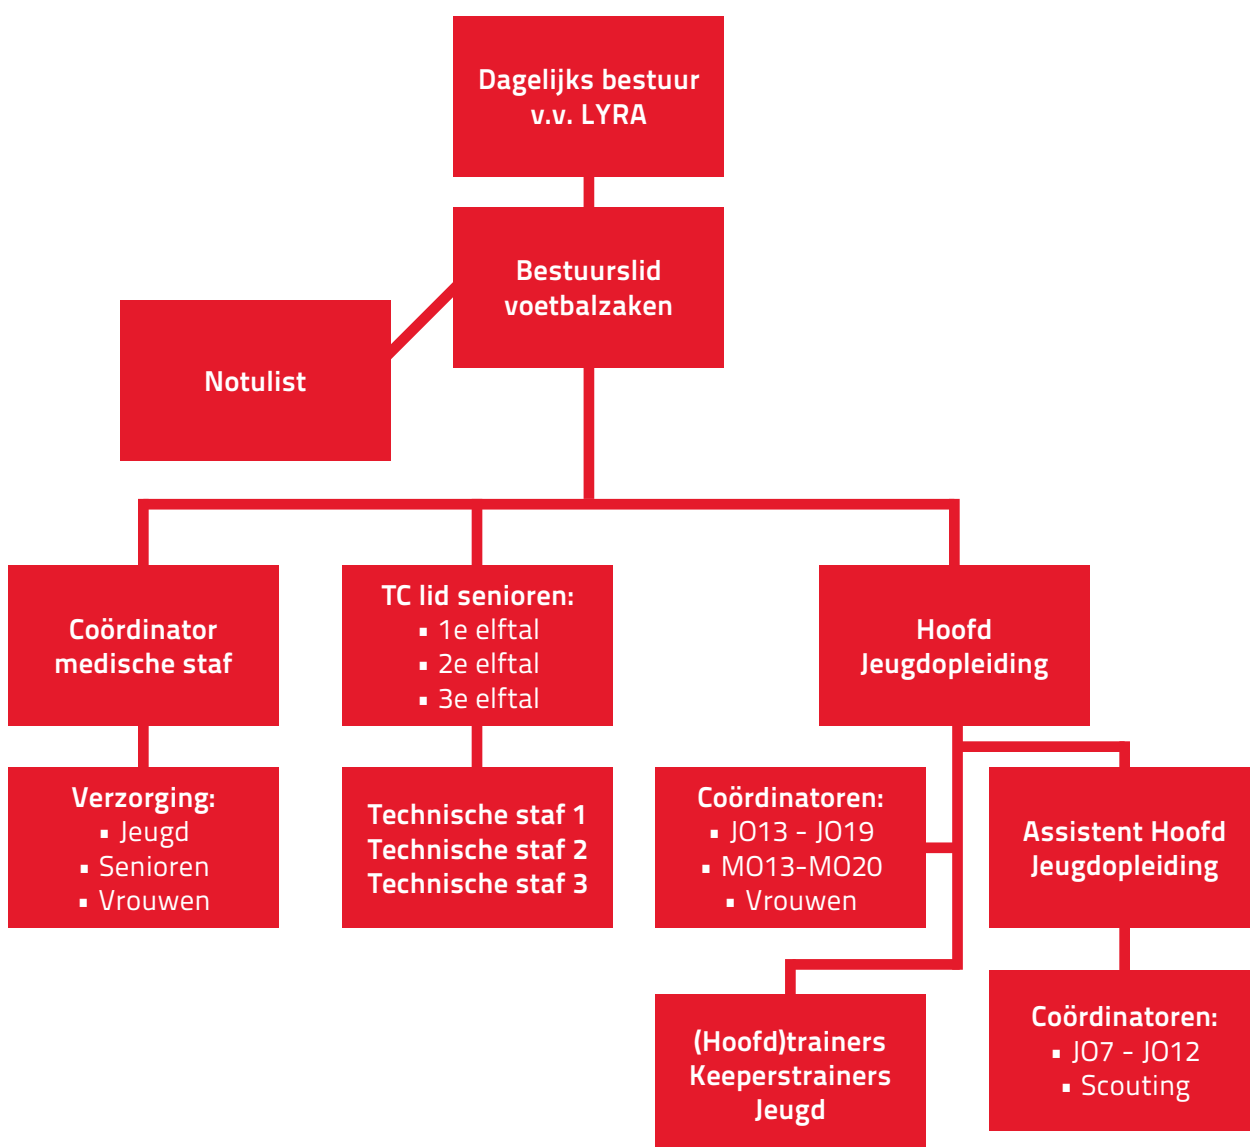 Dagelijks bestuur
v.v. LYRA
Bestuurslid
voetbalzaken
Notulist
Coördinator
medische staf
TC lid senioren:
▪ 1e elftal
▪ 2e elftal
▪ 3e elftal
Hoofd
Jeugdopleiding
Verzorging:
▪ Jeugd
▪ Senioren
▪ Vrouwen
Technische staf 1
Technische staf 2
Technische staf 3
Coördinatoren:
▪ JO13 - JO19
▪ MO13-MO20
▪ Vrouwen
Assistent Hoofd
Jeugdopleiding
(Hoofd)trainers
Keeperstrainers
Jeugd
Coördinatoren:
▪ JO7 - JO12
▪ Scouting